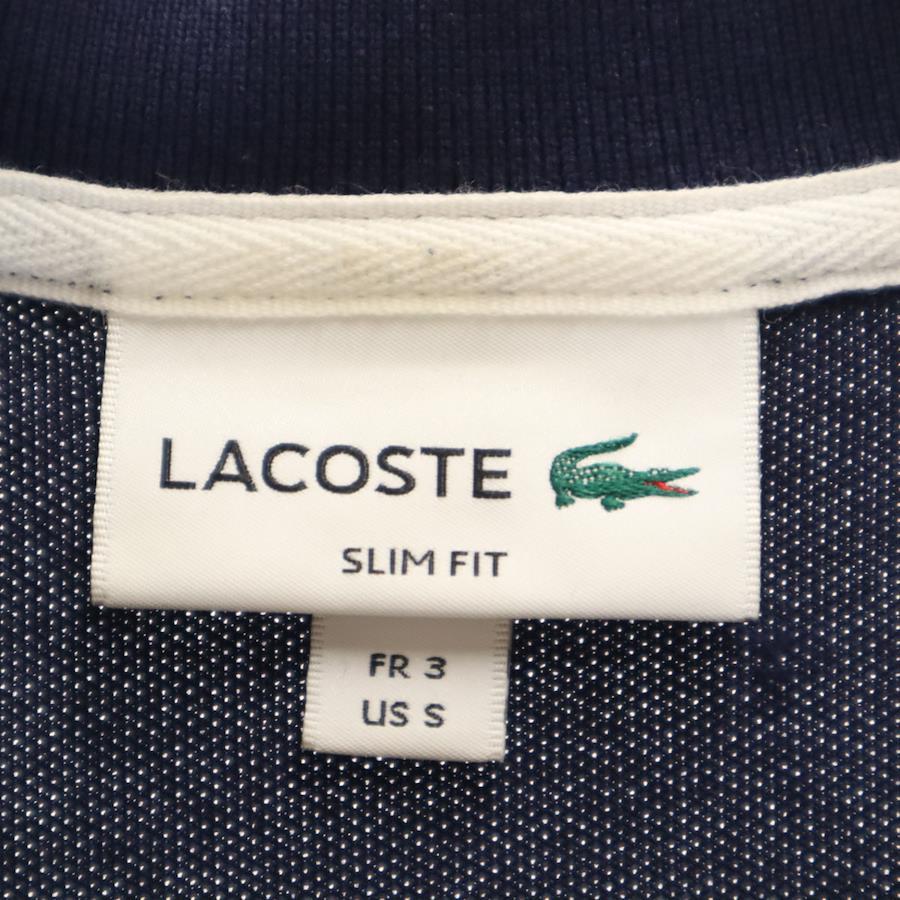 LACOSTE
SLIM FIT
FR 3
US S